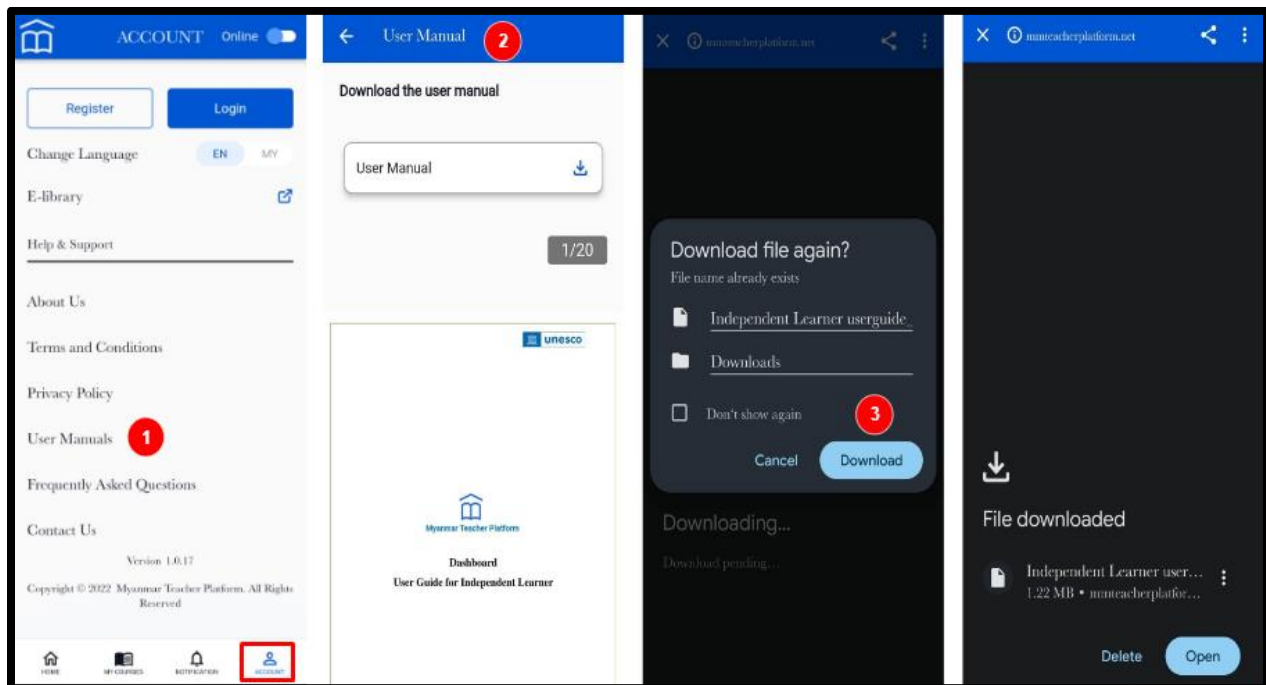 ACCOUNT Online
Register Login
Change Language EN MY
E-library
Help & Support
About Us
Terms and Conditions
Privacy Policy
User Manuals 1
Frequently Asked Questions
Contact Us
Version 1.0.17
Copyright © 2022 Myanmar Teacher Platform. All Rights
Reserved
HOME MY COURSES NOTIFICATION ACCOUNT
User Manual 2
Download the user manual
User Manual
1/20
unesco
Myanmar Teacher Platform
Dashboard
User Guide for Independent Learner
mmteacherplatform.net
Download file again?
File name already exists
Independent Learner userguide_
Downloads
Don't show again 3
Cancel Download
Downloading...
Download pending...
mmteacherplatform.net
File downloaded
Independent Learner user...
1.22 MB • mmteacherplatfor...
Delete Open